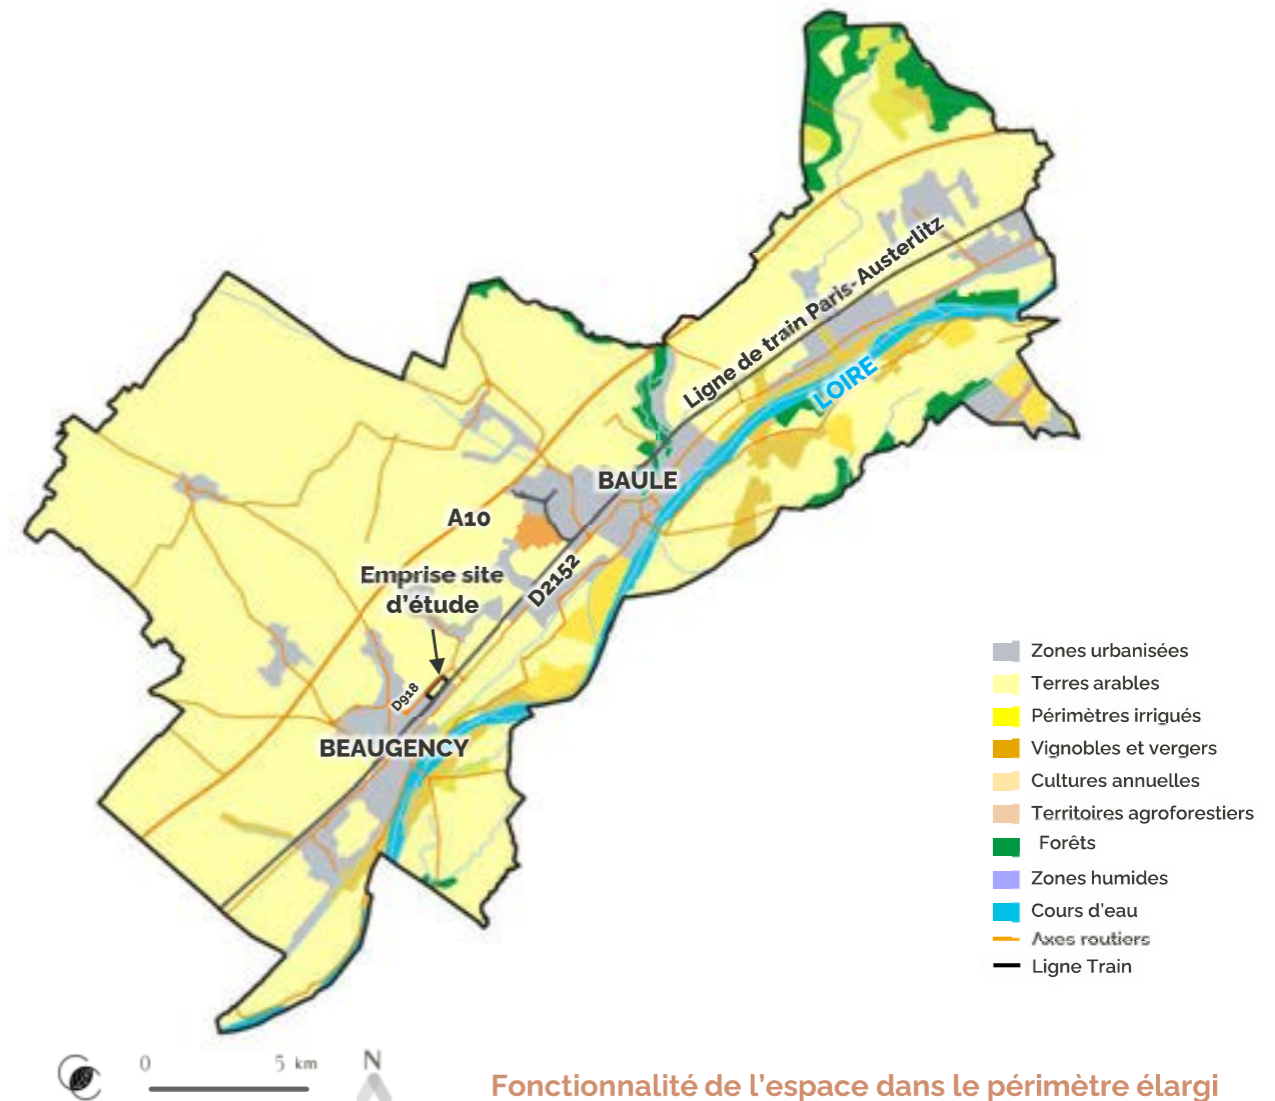 Ligne de train Paris-Austerlitz
LOIRE
BAULE
A10
D2152
Emprise site
d'étude
D918
BEAUGENCY
Zones urbanisées
Terres arables
Périmètres irrigués
Vignobles et vergers
Cultures annuelles
Territoires agroforestiers
Forêts
Zones humides
Cours d'eau
Axes routiers
Ligne Train
0 5 km
N
Fonctionnalité de l'espace dans le périmètre élargi